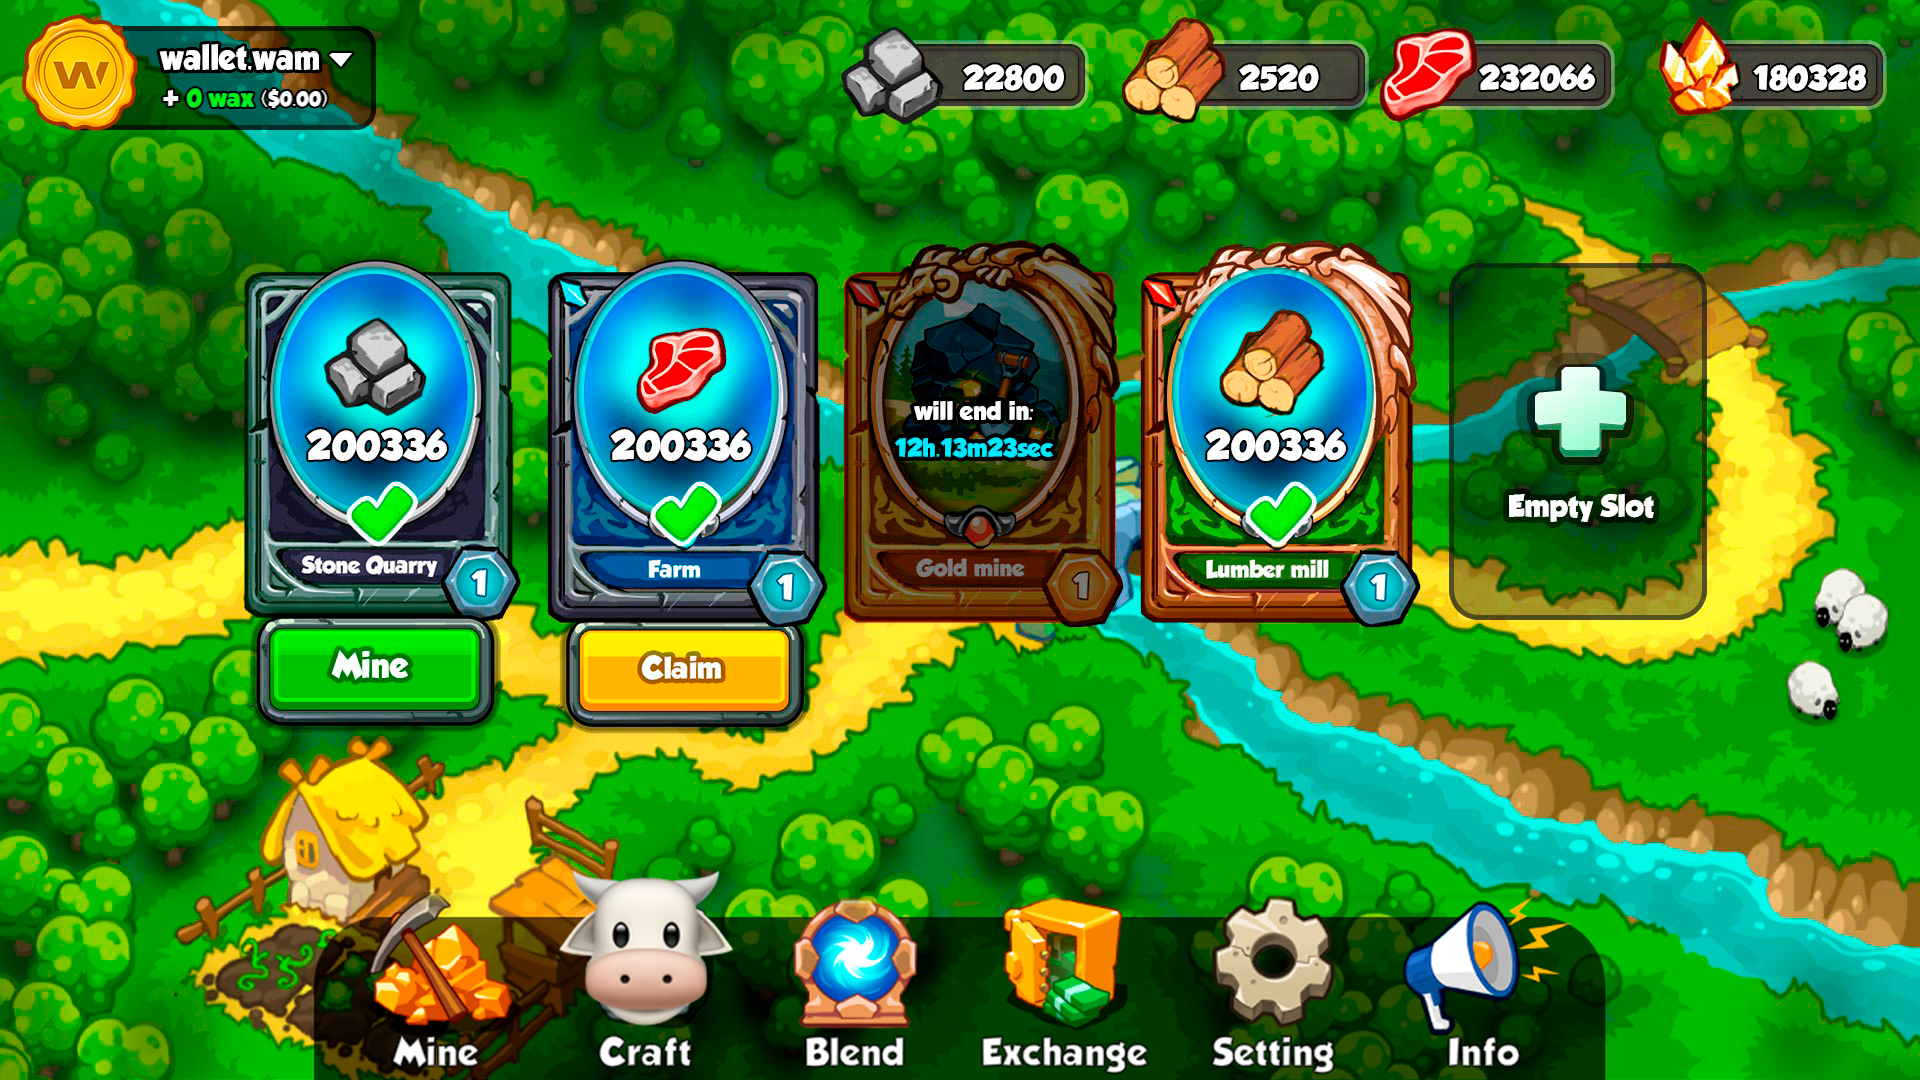 W
wallet.wam
+ 0 wax ($0.00)
22800
2520
232066
180328
200336
Stone Quarry
1
Mine
200336
Farm
1
Claim
will end in:
12h.13m23sec
Gold mine
1
200336
Lumber mill
1
Empty Slot
Mine
Craft
Blend
Exchange
Setting
Info